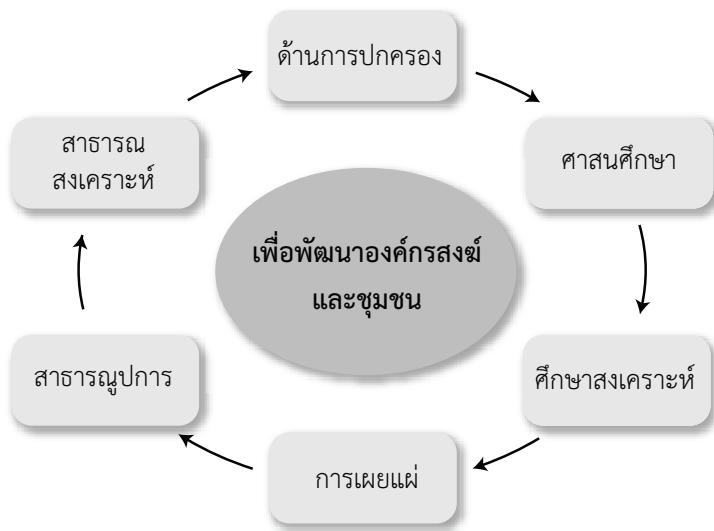 ด้านการปกครอง
ศาสนศึกษา
ศึกษาสงเคราะห์
การเผยแผ่
สาธารณูปการ
สาธารณ
สงเคราะห์
เพื่อพัฒนาองค์กรสงฆ์
และชุมชน